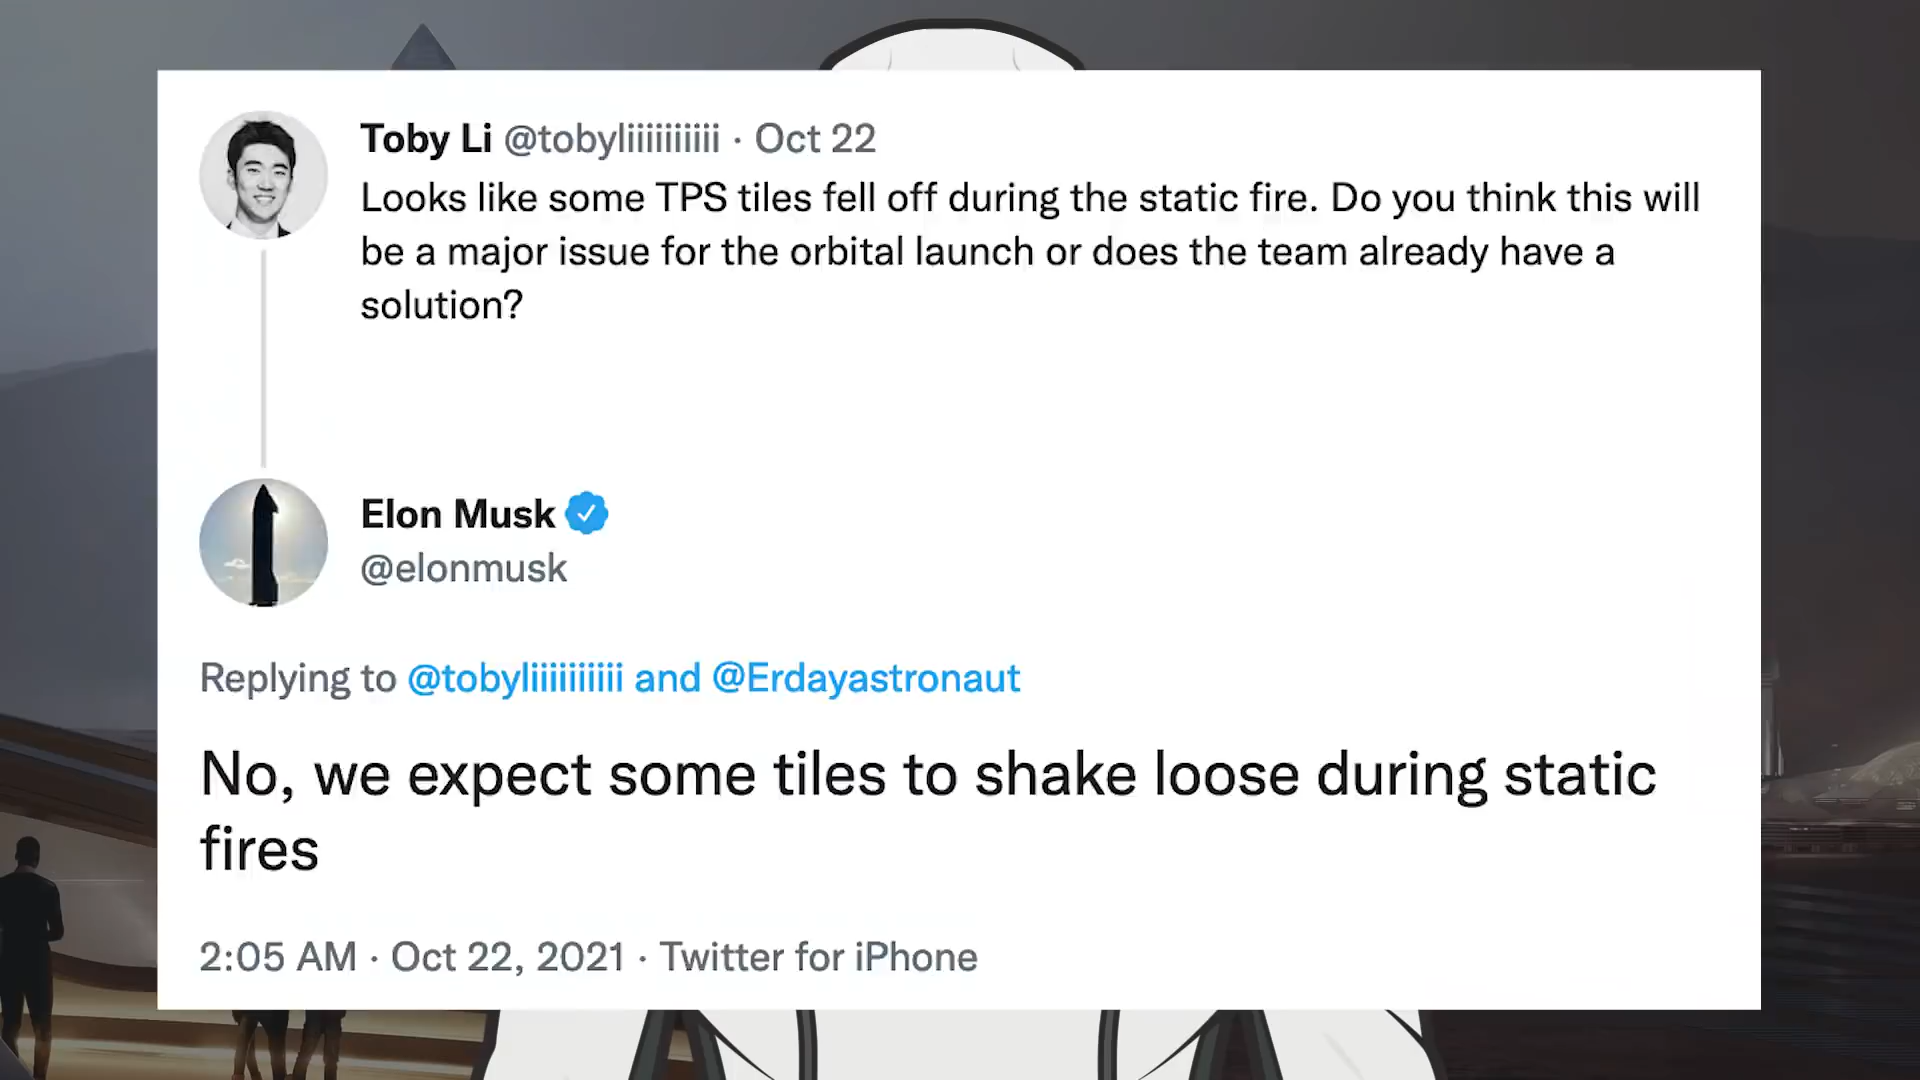 Toby Li @tobyliiiiiiiiii · Oct 22
Looks like some TPS tiles fell off during the static fire. Do you think this will
be a major issue for the orbital launch or does the team already have a
solution?
Elon Musk
@elonmusk
Replying to @tobyliiiiiiiiii and @Erdayastronaut
No, we expect some tiles to shake loose during static
fires
2:05 AM · Oct 22, 2021 · Twitter for iPhone